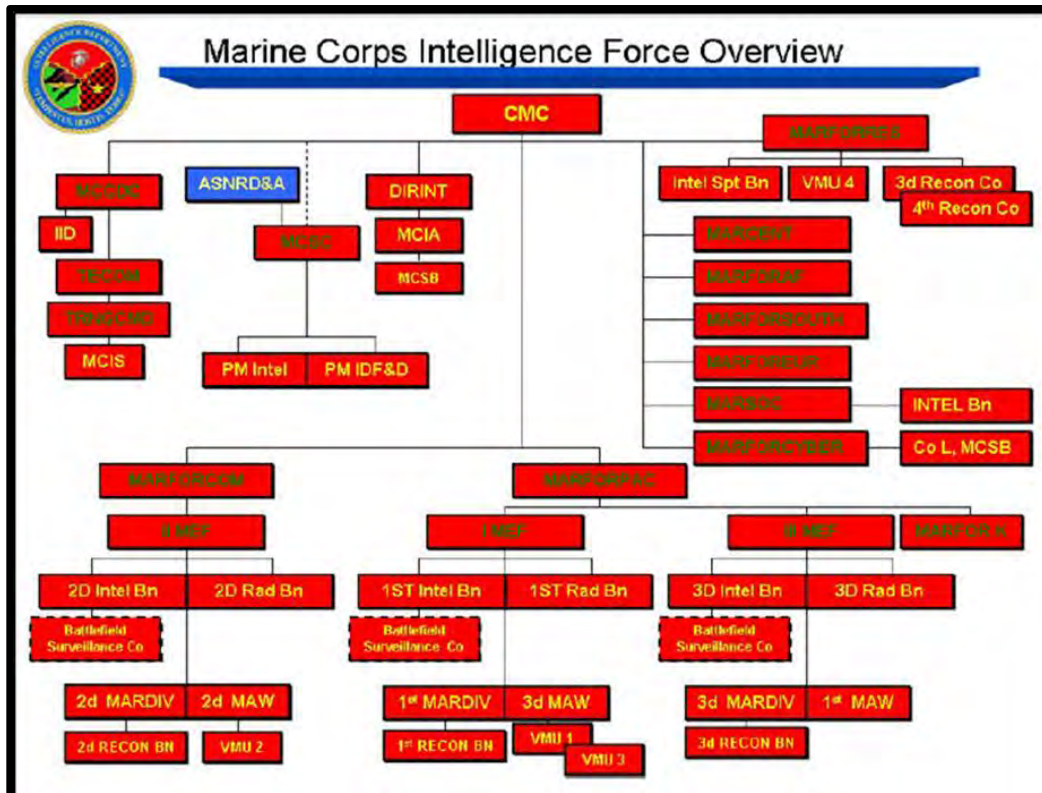 Marine Corps Intelligence Force Overview
CMC
MARFORRES
Intel Spt Bn
VMU 4
3d Recon Co
4th Recon Co
MCCDC
IID
TECOM
TRNGCMD
MCIS
ASNRD&A
MCSC
PM Intel
PM IDF&D
DIRINT
MCIA
MCSB
MARCENT
MARFORAF
MARFORSOUTH
MARFOREUR
MARSOC
INTEL Bn
MARFORCYBER
Co L, MCSB
MARFORCOM
MARFORPAC
II MEF
I MEF
III MEF
MARFOR K
2D Intel Bn
2D Rad Bn
1ST Intel Bn
1ST Rad Bn
3D Intel Bn
3D Rad Bn
Battlefield
Surveillance Co
Battlefield
Surveillance Co
Battlefield
Surveillance Co
2d MARDIV
2d MAW
1st MARDIV
3d MAW
3d MARDIV
1st MAW
2d RECON BN
VMU 2
1st RECON BN
VMU 1
VMU 3
3d RECON BN